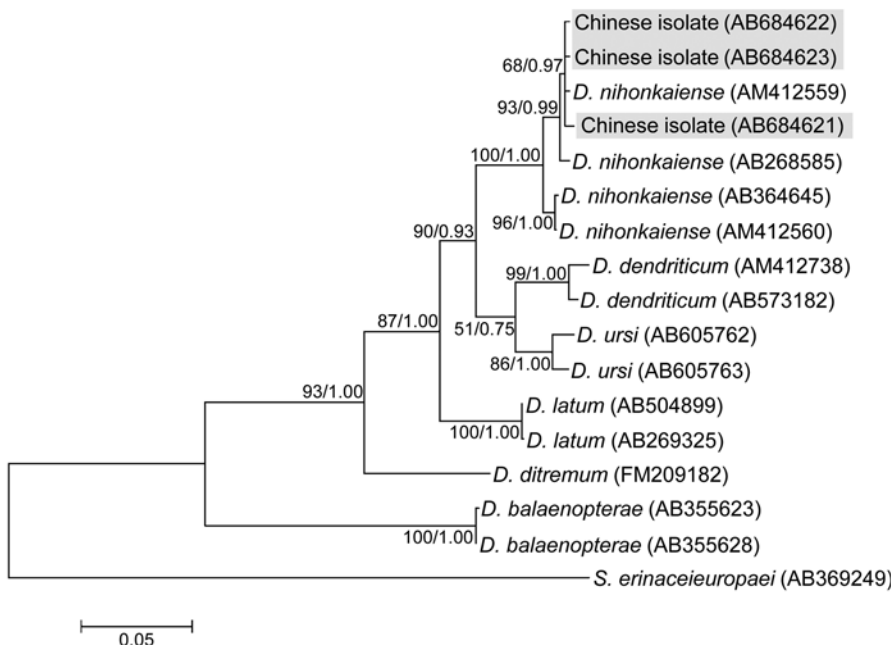 Chinese isolate (AB684622)
Chinese isolate (AB684623)
68/0.97
D. nihonkaiense (AM412559)
93/0.99
Chinese isolate (AB684621)
100/1.00
D. nihonkaiense (AB268585)
D. nihonkaiense (AB364645)
96/1.00
D. nihonkaiense (AM412560)
90/0.93
D. dendriticum (AM412738)
99/1.00
D. dendriticum (AB573182)
87/1.00
51/0.75
D. ursi (AB605762)
86/1.00
D. ursi (AB605763)
93/1.00
D. latum (AB504899)
100/1.00
D. latum (AB269325)
D. ditremum (FM209182)
D. balaenopterae (AB355623)
100/1.00
D. balaenopterae (AB355628)
S. erinaceieuropaei (AB369249)
0.05